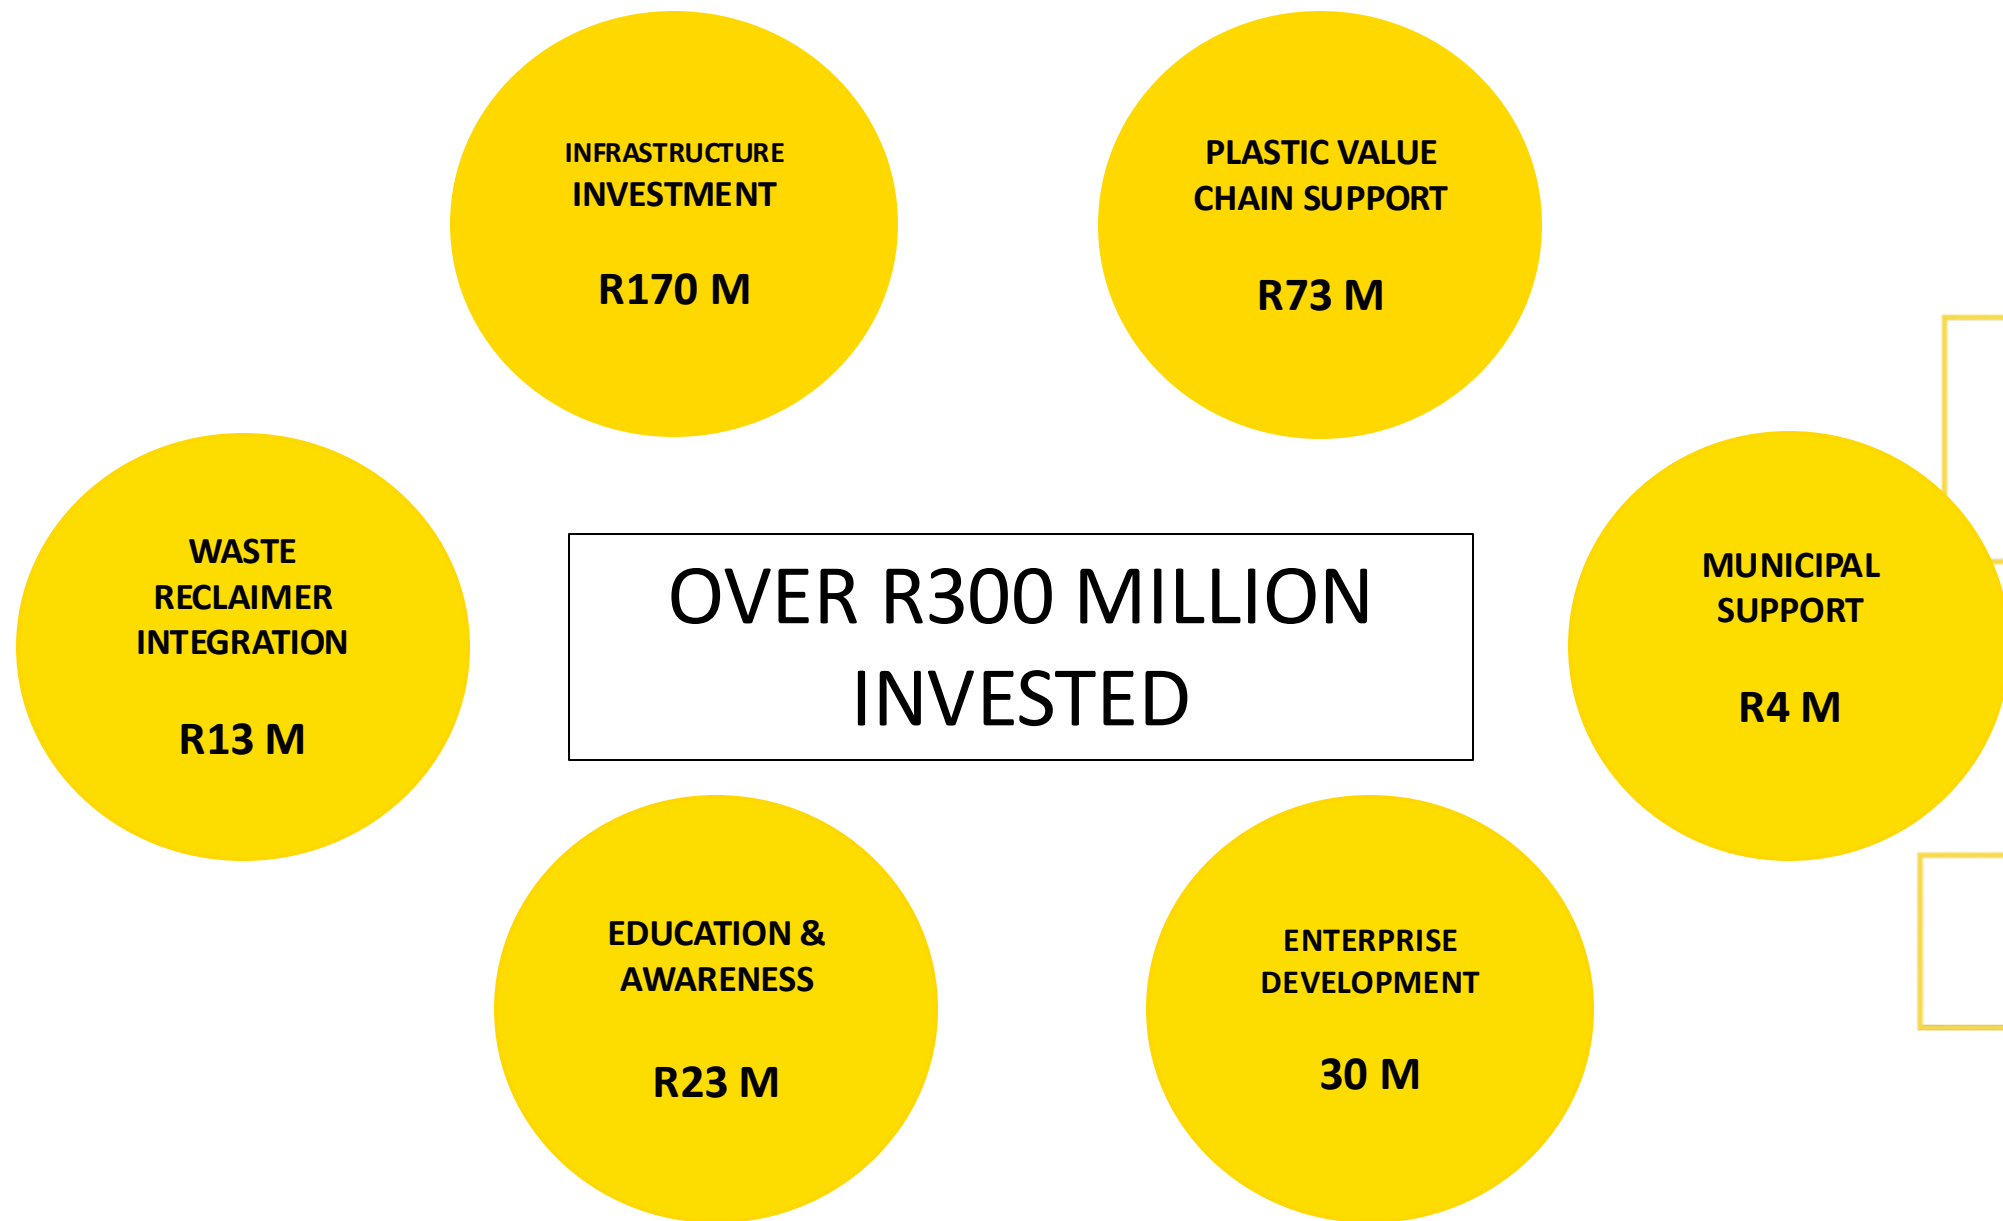 INFRASTRUCTURE
INVESTMENT
R170 M
PLASTIC VALUE
CHAIN SUPPORT
R73 M
WASTE
RECLAIMER
INTEGRATION
R13 M
OVER R300 MILLION
INVESTED
MUNICIPAL
SUPPORT
R4 M
EDUCATION &
AWARENESS
R23 M
ENTERPRISE
DEVELOPMENT
30 M